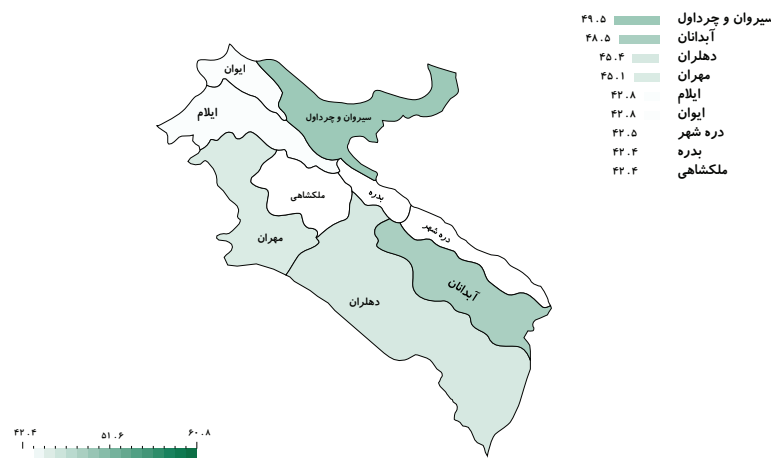 سیروان و چرداول ۴۹.۵
آبدانان ۴۸.۵
دهلران ۴۵.۴
مهران ۴۵.۱
ایلام ۴۲.۸
ایوان ۴۲.۸
دره شهر ۴۲.۵
بدره ۴۲.۴
ملکشاهی ۴۲.۴
ایوان
سیروان و چرداول
ایلام
بدره
ملکشاهی
دره شهر
مهران
آبدانان
دهلران
۴۲.۴ ۵۱.۶ ۶۰.۸